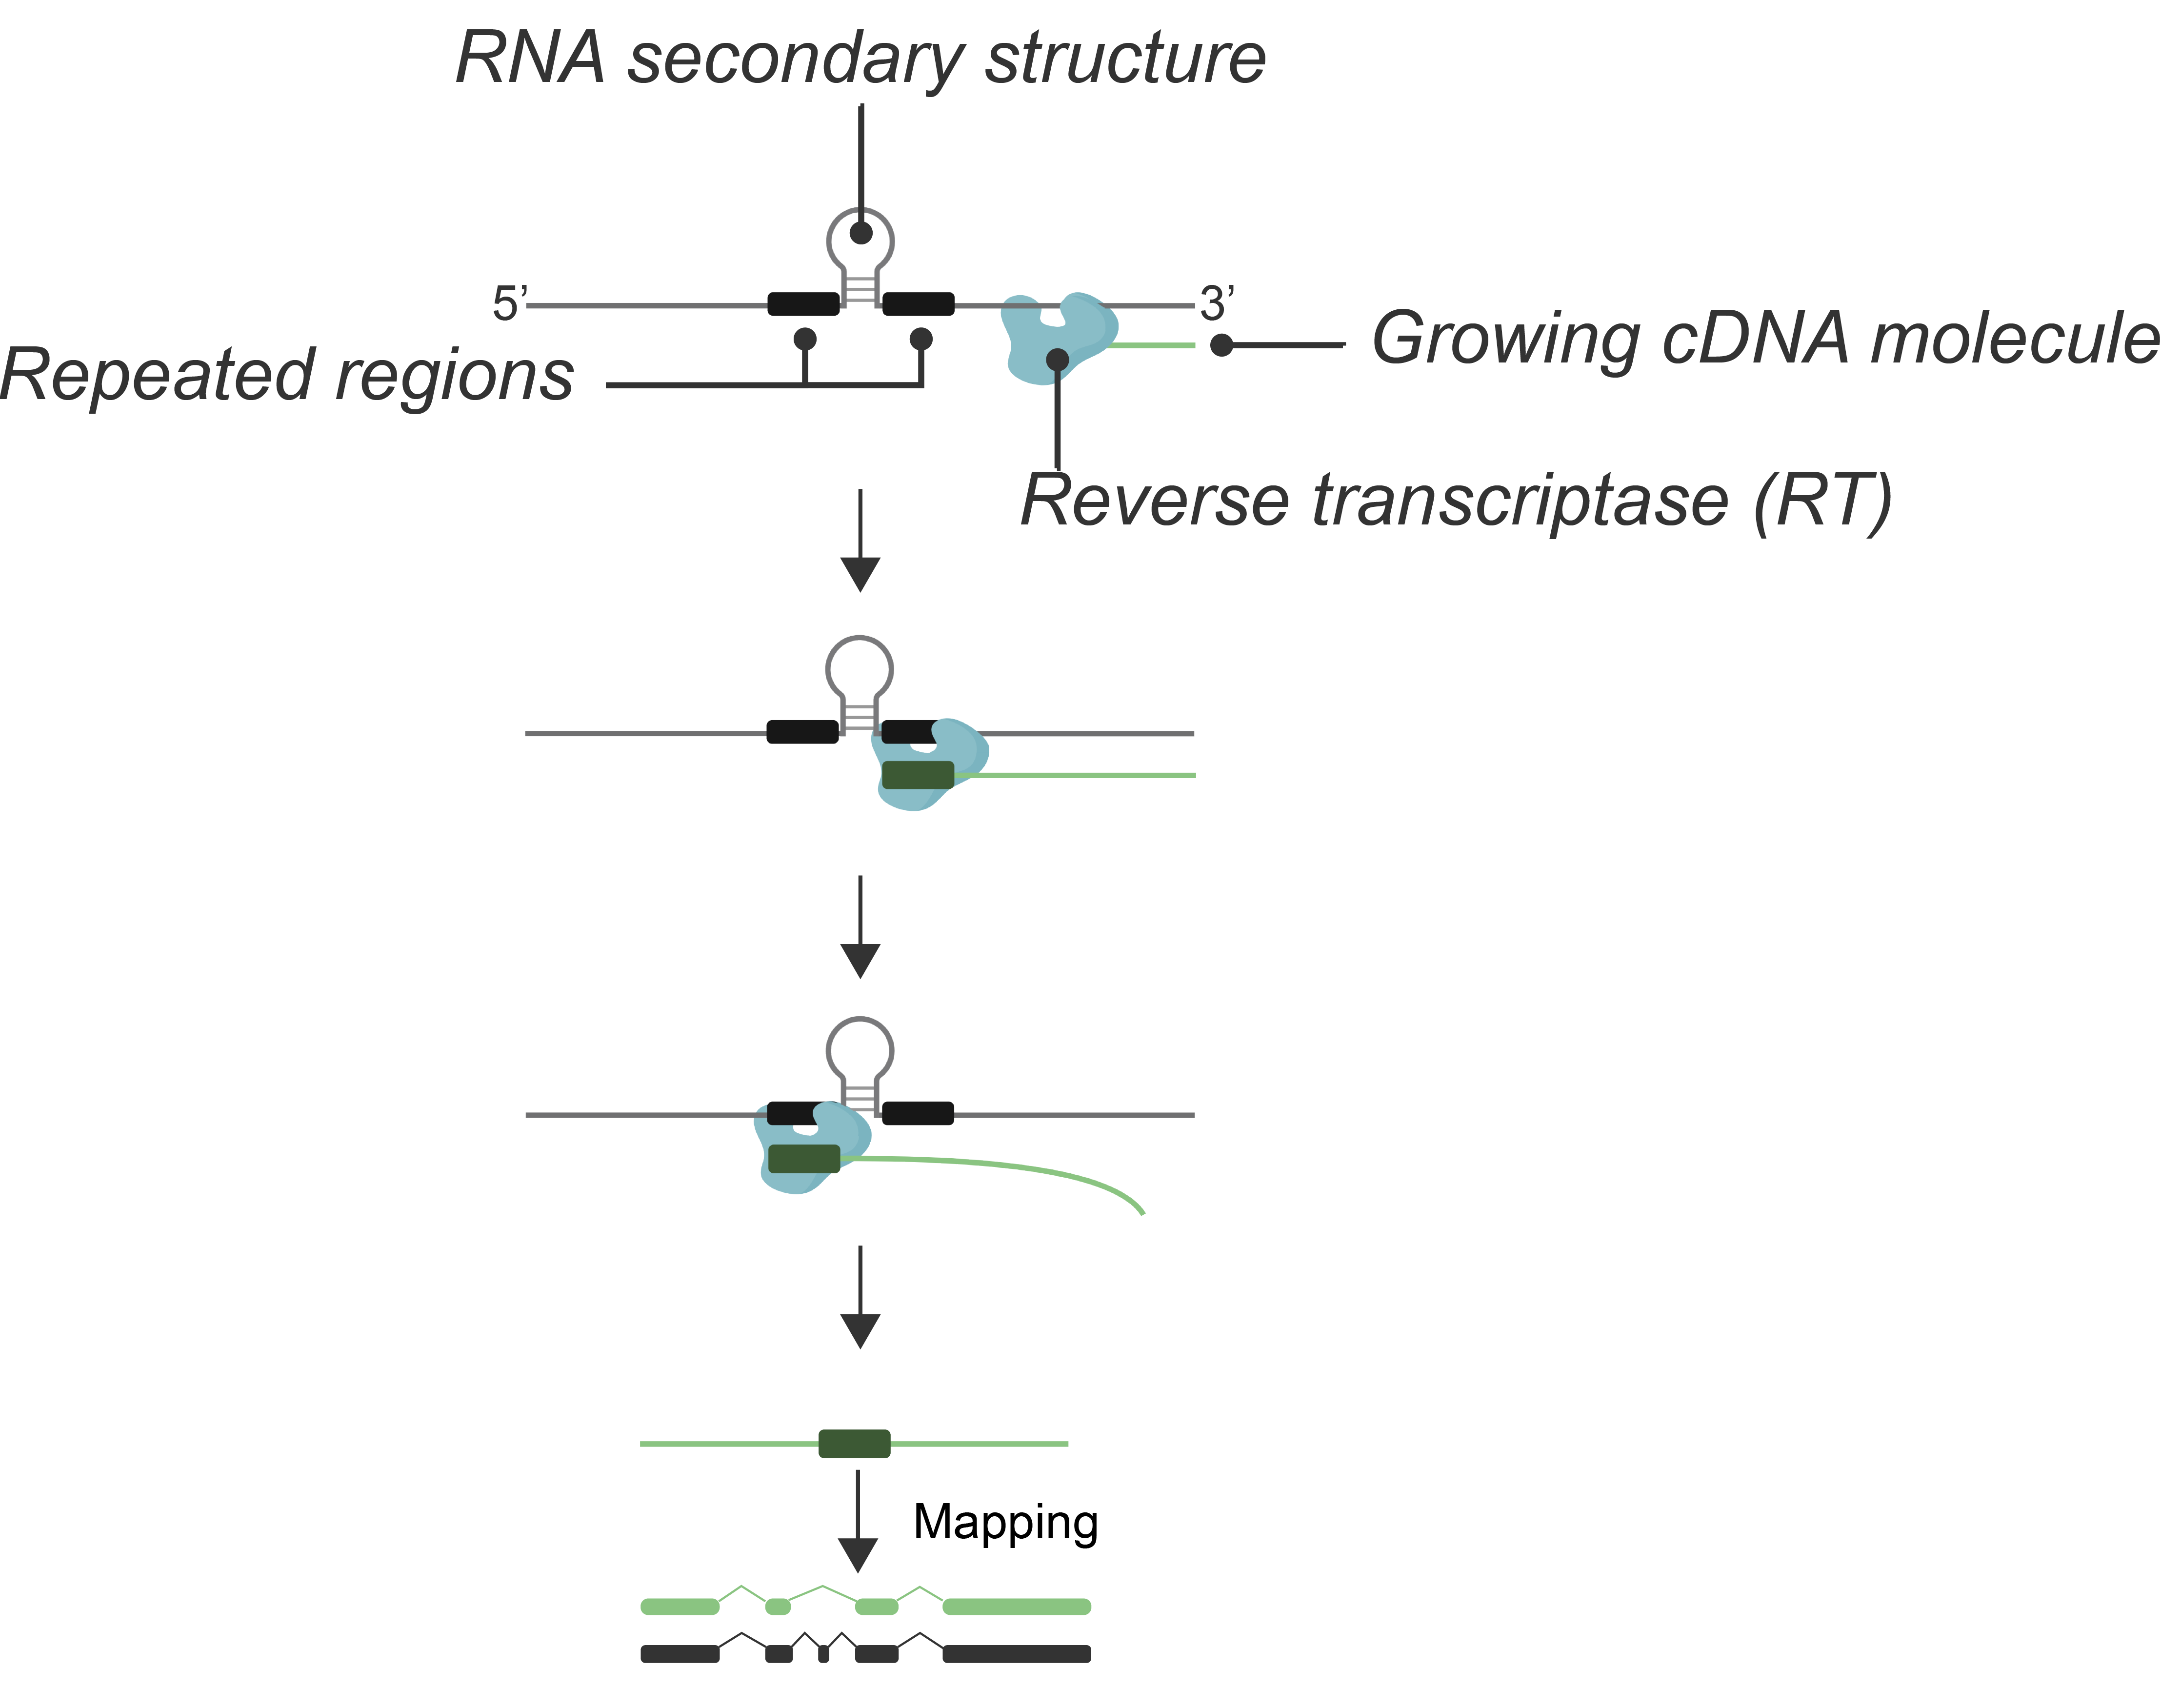 RNA secondary structure
5’
3’
Growing cDNA molecule
Repeated regions
Reverse transcriptase (RT)
Mapping